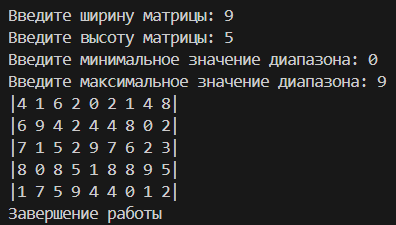 Введите ширину матрицы: 9
Введите высоту матрицы: 5
Введите минимальное значение диапазона: 0
Введите максимальное значение диапазона: 9
|4 1 6 2 0 2 1 4 8|
|6 9 4 2 4 4 8 0 2|
|7 1 5 2 9 7 6 2 3|
|8 0 8 5 1 8 8 9 5|
|1 7 5 9 4 4 0 1 2|
Завершение работы